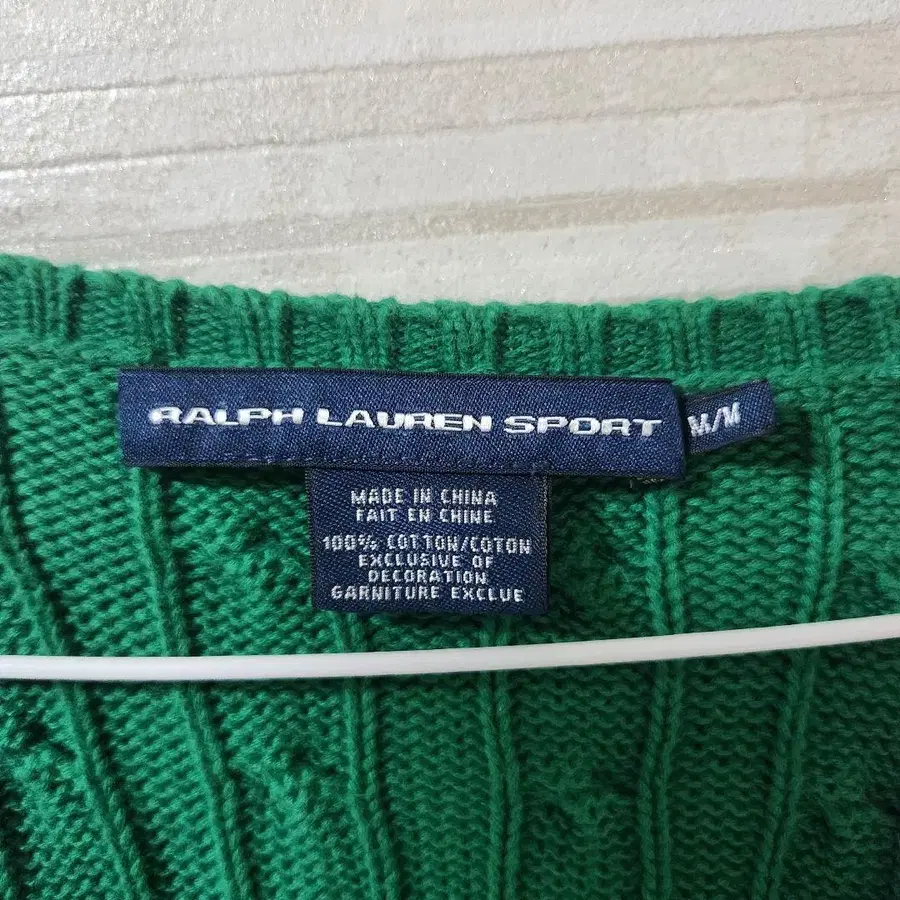 RALPH LAUREN SPORT
M/M
MADE IN CHINA
FAIT EN CHINE
100% COTTON/COTON
EXCLUSIVE OF
DECORATION
GARNITURE EXCLUE